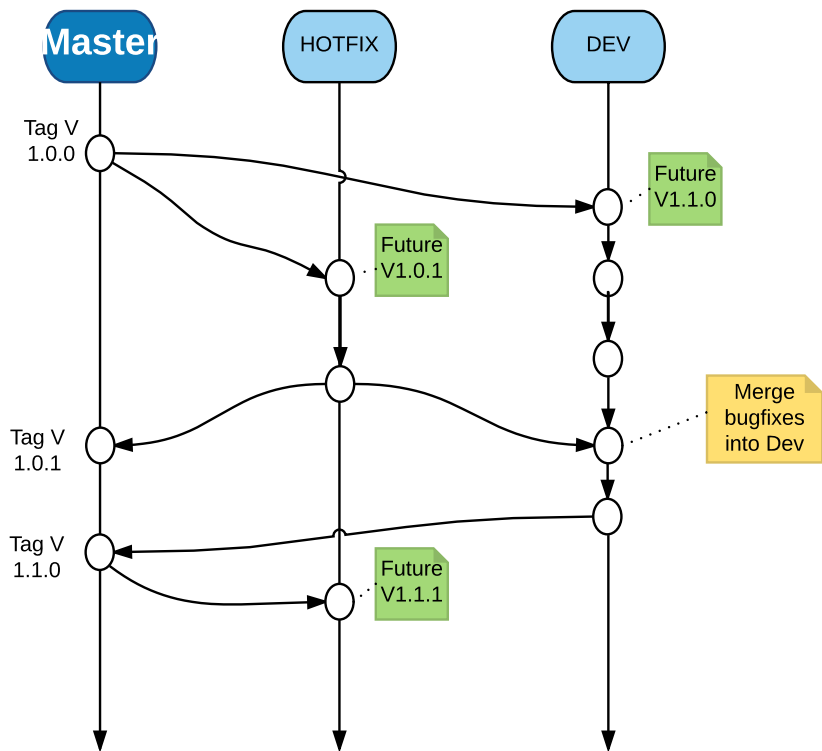 Master
HOTFIX
DEV
Tag V
1.0.0
Future
V1.1.0
Future
V1.0.1
Merge
bugfixes
into Dev
Tag V
1.0.1
Tag V
1.1.0
Future
V1.1.1